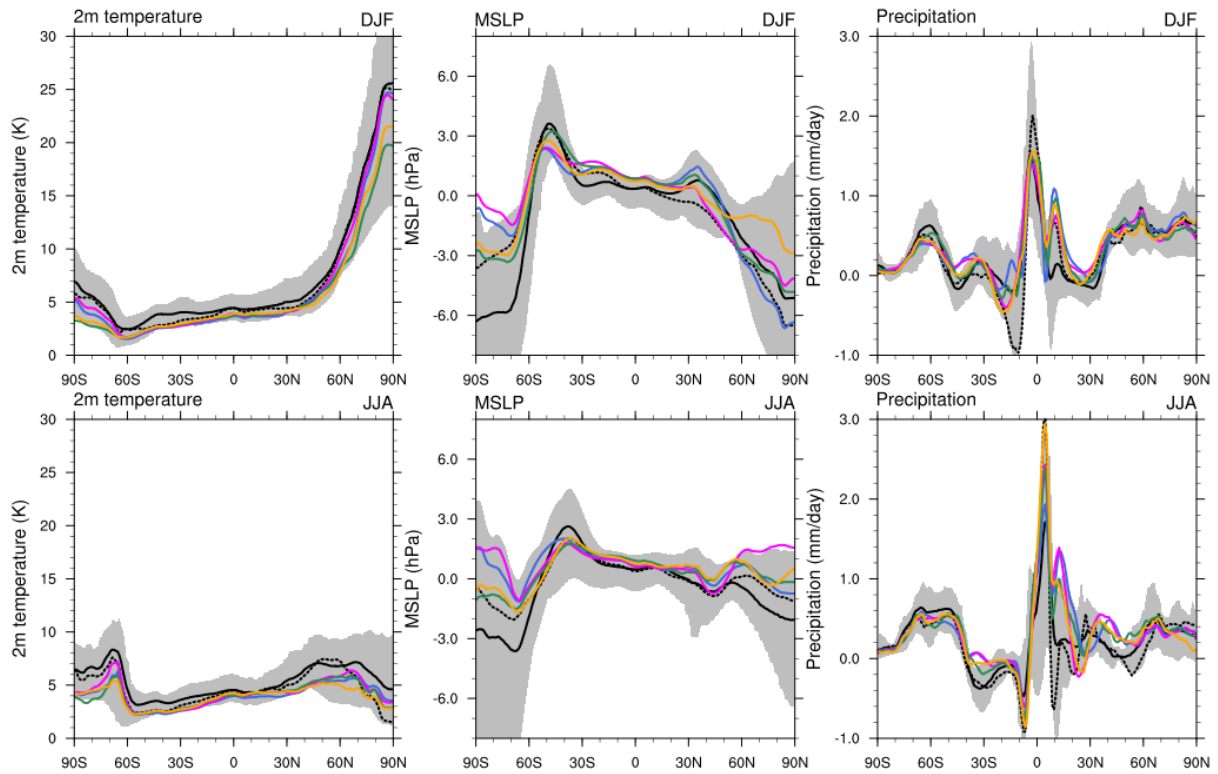 2m temperature DJF
MSLP DJF
Precipitation DJF
2m temperature (K)
30
25
20
15
10
5
0
90S 60S 30S 0 30N 60N 90N
MSLP (hPa)
6.0
3.0
0.0
-3.0
-6.0
90S 60S 30S 0 30N 60N 90N
Precipitation (mm/day)
3.0
2.0
1.0
0.0
-1.0
90S 60S 30S 0 30N 60N 90N
2m temperature JJA
MSLP JJA
Precipitation JJA
2m temperature (K)
30
25
20
15
10
5
0
90S 60S 30S 0 30N 60N 90N
MSLP (hPa)
6.0
3.0
0.0
-3.0
-6.0
90S 60S 30S 0 30N 60N 90N
Precipitation (mm/day)
3.0
2.0
1.0
0.0
-1.0
90S 60S 30S 0 30N 60N 90N